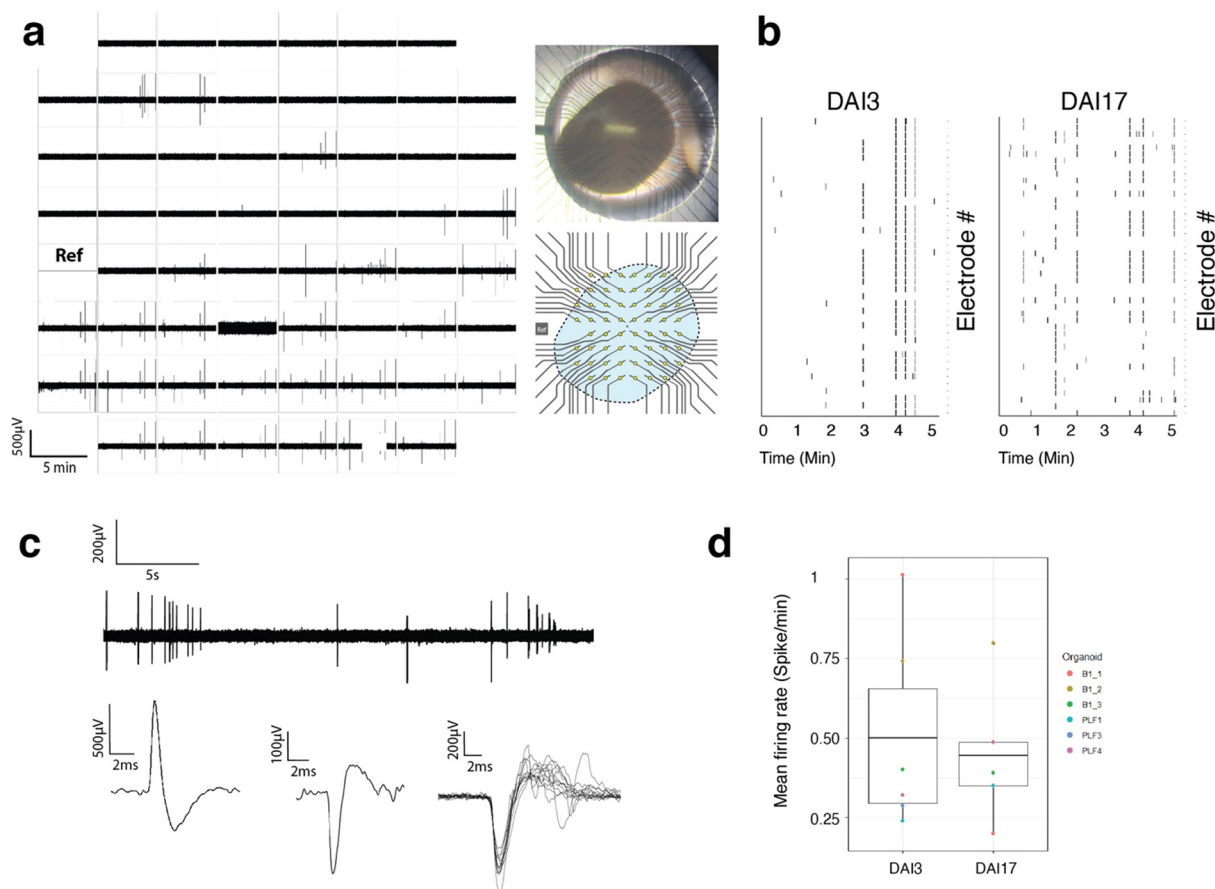 a
Ref
500μV
5 min
Ref
b
DAI3
DAI17
Electrode #
Electrode #
0 1 2 3 4 5
0 1 2 3 4 5
Time (Min)
Time (Min)
c
200μV
5s
500μV
2ms
100μV
2ms
200μV
2ms
d
Mean firing rate (Spike/min)
1
0.75
0.50
0.25
DAI3
DAI17
Organoid
B1_1
B1_2
B1_3
PLF1
PLF3
PLF4